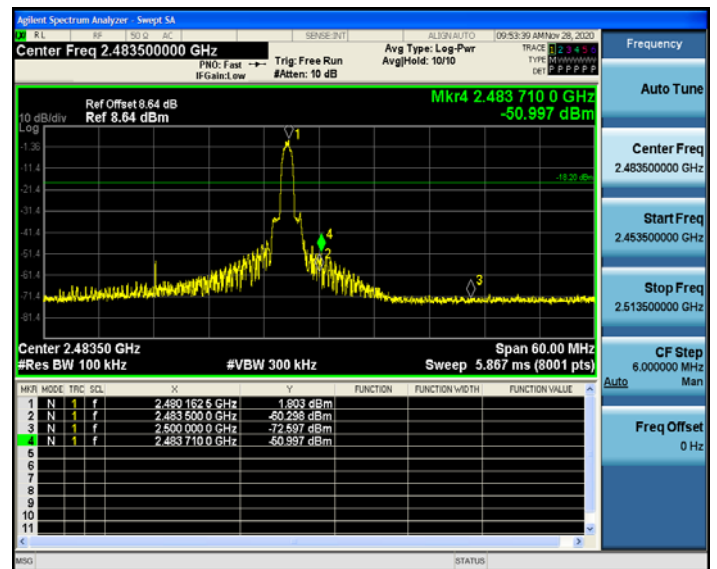 Agilent Spectrum Analyzer - Swept SA
RL RF 50 Ω AC SENSE:INT ALIGN AUTO 09:53:39 AM Nov 28, 2020
Center Freq 2.483500000 GHz
PNO: Fast
IFGain:Low
Trig: Free Run
#Atten: 10 dB
Avg Type: Log-Pwr
Avg|Hold: 10/10
TRACE 1 2 3 4 5 6
TYPE M W W W W W
DET P P P P P P
Ref Offset 8.64 dB
10 dB/div Ref 8.64 dBm
Log
Mkr4 2.483 710 0 GHz
-50.997 dBm
1
-1.36
-11.4
-18.20 dBm
-21.4
-31.4
-41.4
4
-51.4
2
-61.4
3
-71.4
-81.4
Center 2.48350 GHz Span 60.00 MHz
#Res BW 100 kHz #VBW 300 kHz Sweep 5.867 ms (8001 pts)
MKR MODE TRC SCL X Y FUNCTION FUNCTION WIDTH FUNCTION VALUE
1 N 1 f 2.480 162 5 GHz 1.803 dBm
2 N 1 f 2.483 500 0 GHz -60.298 dBm
3 N 1 f 2.500 000 0 GHz -72.597 dBm
4 N 1 f 2.483 710 0 GHz -50.997 dBm
5
6
7
8
9
10
11
MSG STATUS
Frequency
Auto Tune
Center Freq
2.483500000 GHz
Start Freq
2.453500000 GHz
Stop Freq
2.513500000 GHz
CF Step
6.000000 MHz
Auto Man
Freq Offset
0 Hz